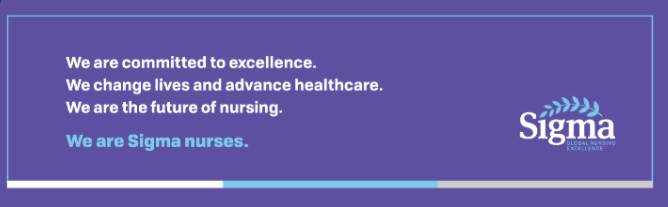 We are committed to excellence.
We change lives and advance healthcare.
We are the future of nursing.
We are Sigma nurses.
Sigma
GLOBAL NURSING
EXCELLENCE